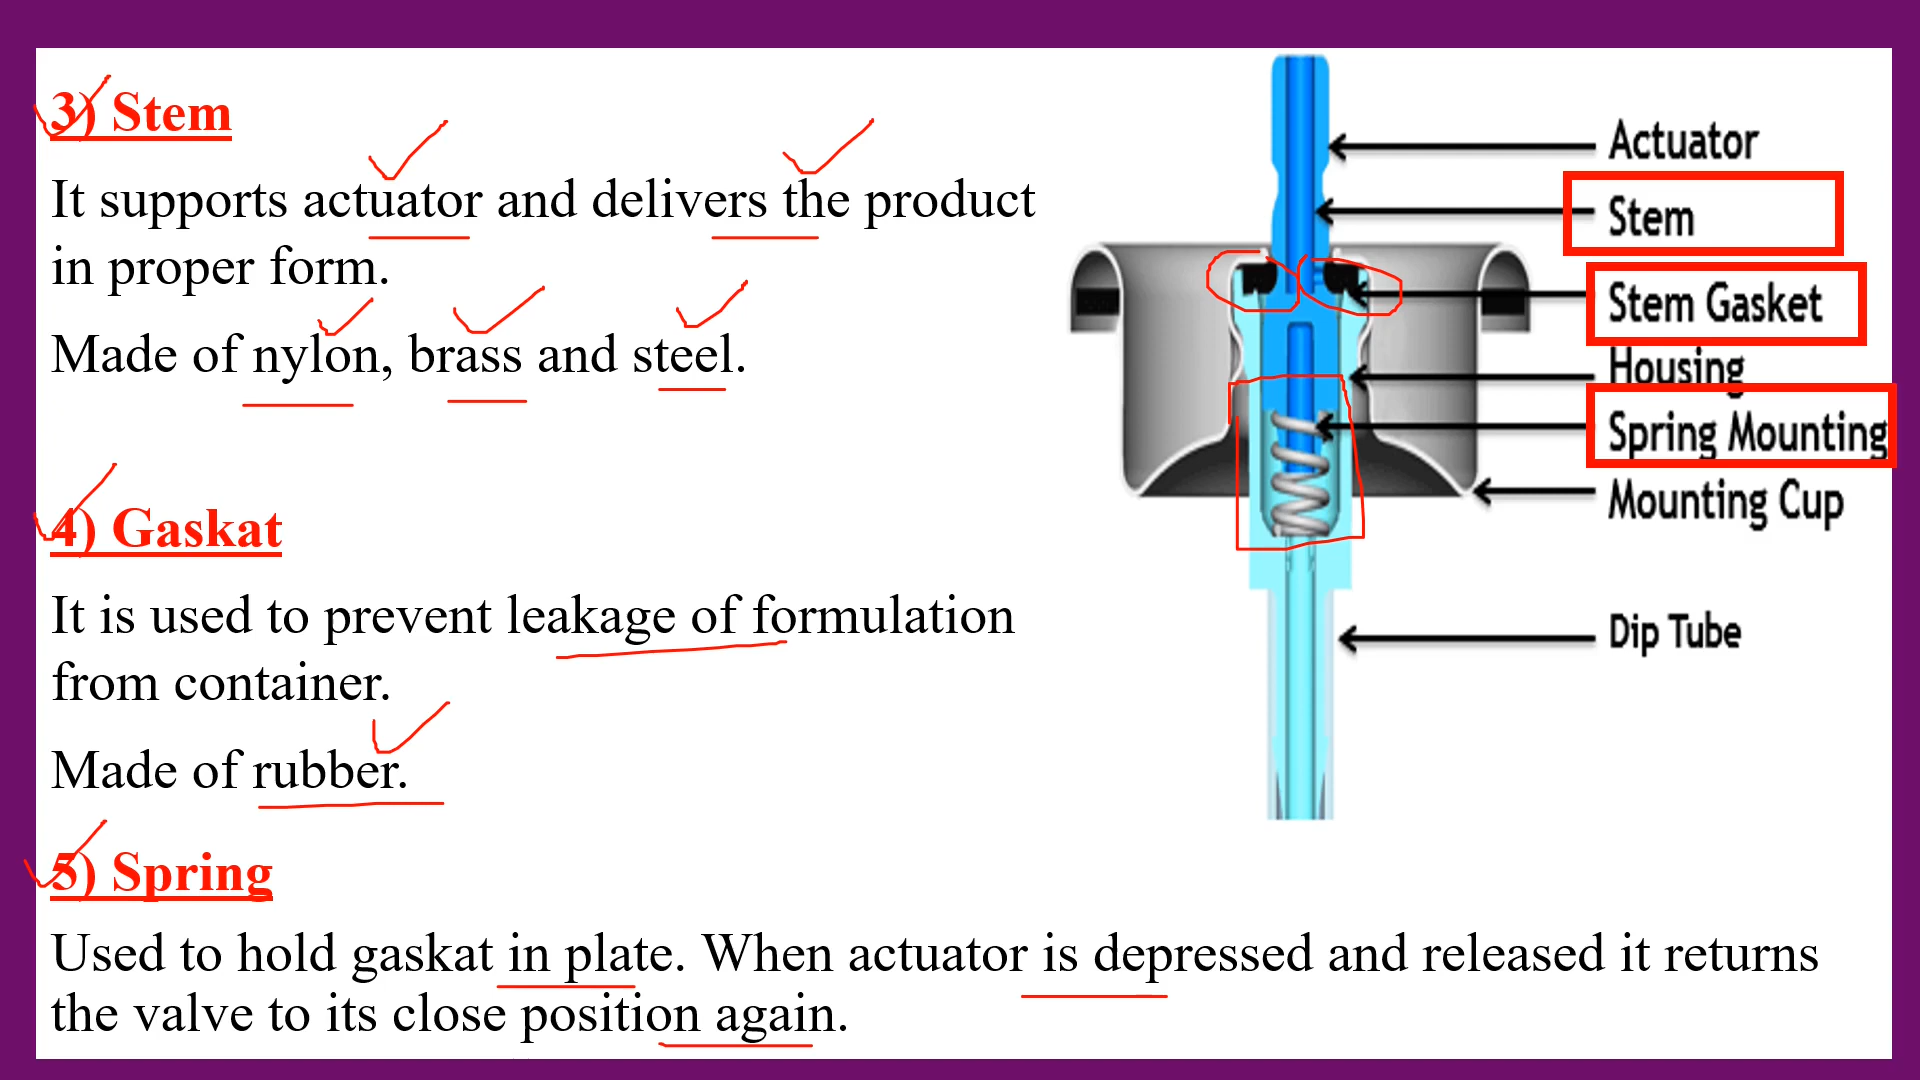 3) Stem
It supports actuator and delivers the product
in proper form.
Made of nylon, brass and steel.
4) Gaskat
It is used to prevent leakage of formulation
from container.
Made of rubber.
5) Spring
Used to hold gaskat in plate. When actuator is depressed and released it returns
the valve to its close position again.
Actuator
Stem
Stem Gasket
Housing
Spring Mounting
Mounting Cup
Dip Tube